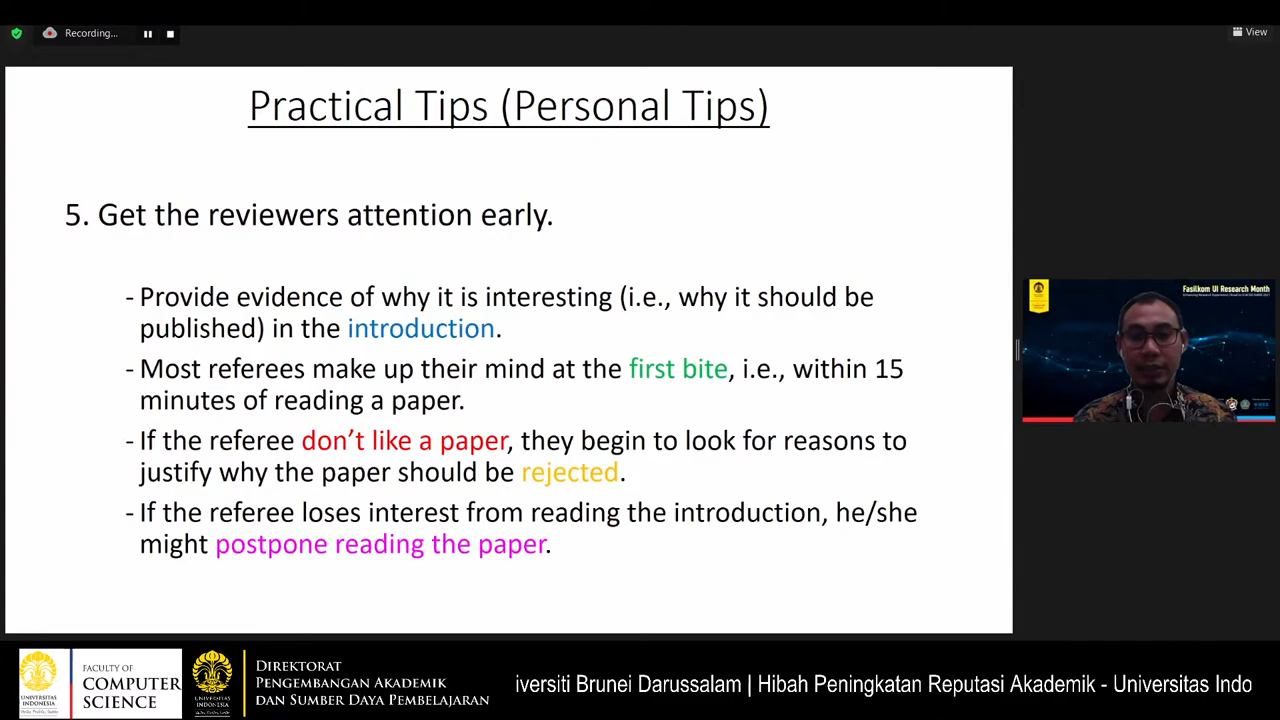 Recording...
View
Practical Tips (Personal Tips)
5. Get the reviewers attention early.
- Provide evidence of why it is interesting (i.e., why it should be
published) in the introduction.
- Most referees make up their mind at the first bite, i.e., within 15
minutes of reading a paper.
- If the referee don’t like a paper, they begin to look for reasons to
justify why the paper should be rejected.
- If the referee loses interest from reading the introduction, he/she
might postpone reading the paper.
Fasilkom UI Research Month
UNIVERSITAS
INDONESIA
FACULTY OF
COMPUTER
SCIENCE
UNIVERSITAS
INDONESIA
DIREKTORAT
PENGEMBANGAN AKADEMIK
DAN SUMBER DAYA PEMBELAJARAN
iversiti Brunei Darussalam | Hibah Peningkatan Reputasi Akademik - Universitas Indo